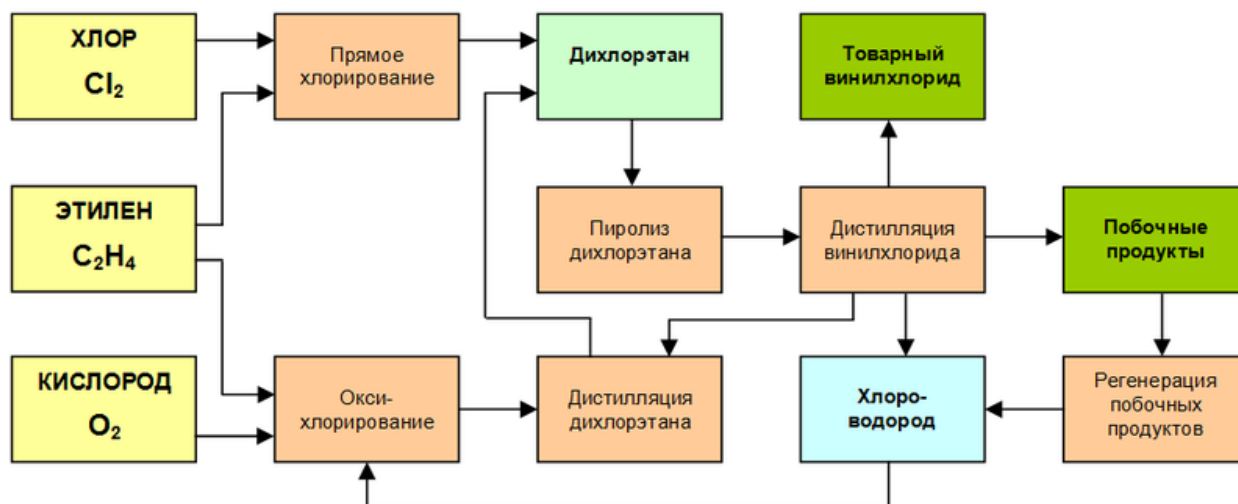 ХЛОР
Cl₂
Прямое
хлорирование
Дихлорэтан
Товарный
винилхлорид
ЭТИЛЕН
C₂H₄
Пиролиз
дихлорэтана
Дистилляция
винилхлорида
Побочные
продукты
КИСЛОРОД
O₂
Окси-
хлорирование
Дистилляция
дихлорэтана
Хлоро-
водород
Регенерация
побочных
продуктов